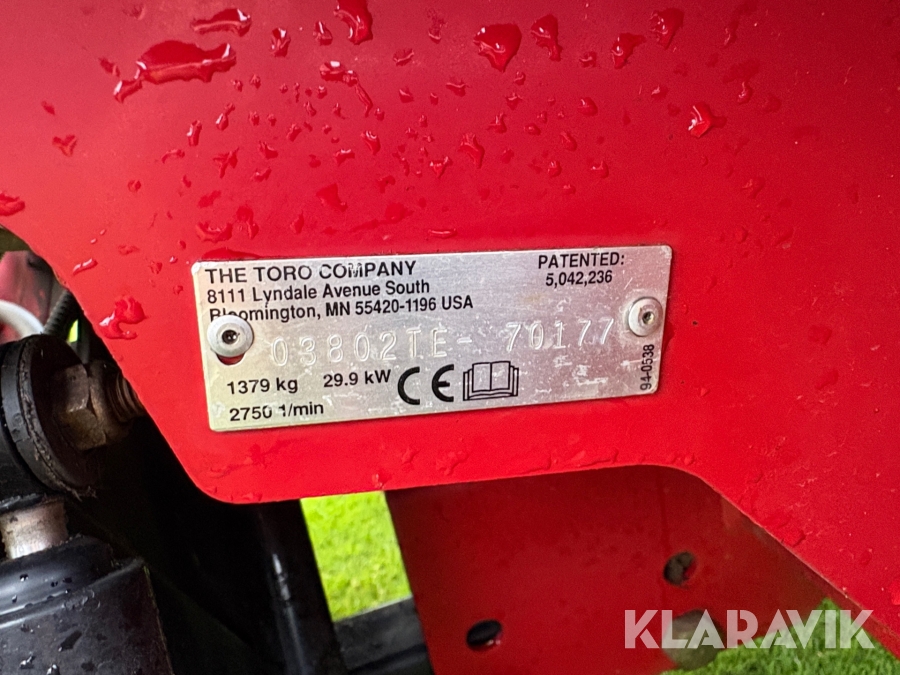 THE TORO COMPANY
8111 Lyndale Avenue South
Bloomington, MN 55420-1196 USA
PATENTED:
5,042,236
03802TE- 70177
1379 kg 29.9 kW CE
2750 1/min
94-0538
KLARAVIK